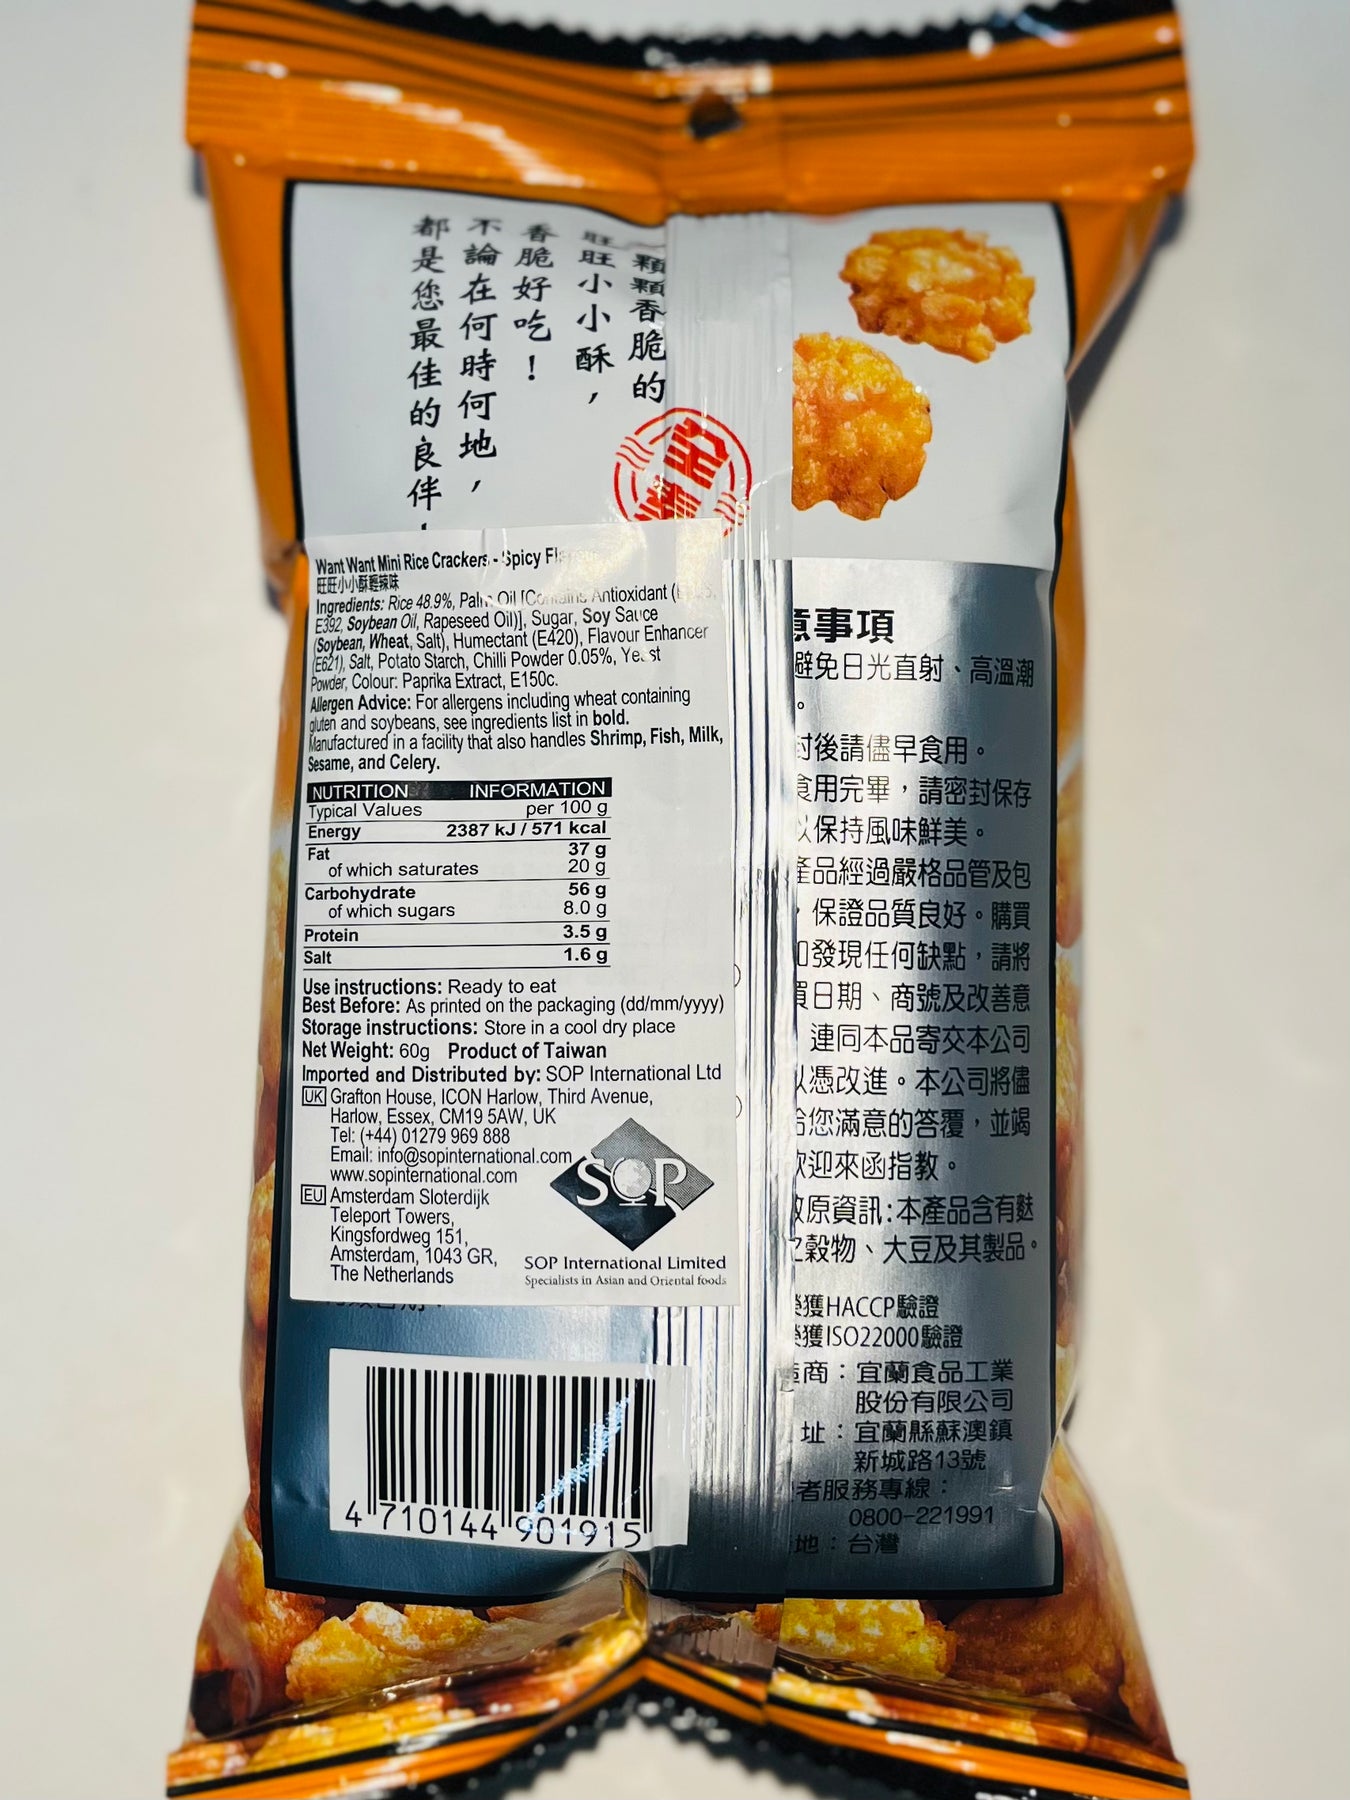 一顆顆香脆的
旺旺小小酥，
香脆好吃！
不論在何時何地，
都是您最佳的良伴！
全素
Want Want Mini Rice Crackers - Spicy
旺旺小小酥輕辣味
Ingredients: Rice 48.9%, Palm Oil [Contains Antioxidant
E392, Soybean Oil, Rapeseed Oil)], Sugar, Soy Sauce
(Soybean, Wheat, Salt), Humectant (E420), Flavour Enhancer
(E621), Salt, Potato Starch, Chilli Powder 0.05%, Yeast
Powder, Colour: Paprika Extract, E150c.
Allergen Advice: For allergens including wheat containing
gluten and soybeans, see ingredients list in bold.
Manufactured in a facility that also handles Shrimp, Fish, Milk,
Sesame, and Celery.
NUTRITION INFORMATION
Typical Values per 100 g
Energy 2387 kJ / 571 kcal
Fat 37 g
of which saturates 20 g
Carbohydrate 56 g
of which sugars 8.0 g
Protein 3.5 g
Salt 1.6 g
Use instructions: Ready to eat
Best Before: As printed on the packaging (dd/mm/yyyy)
Storage instructions: Store in a cool dry place
Net Weight: 60g Product of Taiwan
Imported and Distributed by: SOP International Ltd
UK Grafton House, ICON Harlow, Third Avenue,
Harlow, Essex, CM19 5AW, UK
Tel: (+44) 01279 969 888
Email: info@sopinternational.com
www.sopinternational.com
EU Amsterdam Sloterdijk
Teleport Towers,
Kingsfordweg 151,
Amsterdam, 1043 GR,
The Netherlands
SOP
SOP International Limited
Specialists in Asian and Oriental foods
4 710144 901915
意事項
避免日光直射、高溫潮
。
封後請儘早食用。
食用完畢，請密封保存
以保持風味鮮美。
產品經過嚴格品管及包
，保證品質良好。購買
如發現任何缺點，請將
買日期、商號及改善意
連同本品寄交本公司
以憑改進。本公司將儘
給您滿意的答覆，並竭
歡迎來函指教。
敏原資訊:本產品含有麩
之穀物、大豆及其製品。
榮獲HACCP驗證
榮獲ISO22000驗證
造商：宜蘭食品工業
股份有限公司
址：宜蘭縣蘇澳鎮
新城路13號
者服務專線：
0800-221991
地：台灣